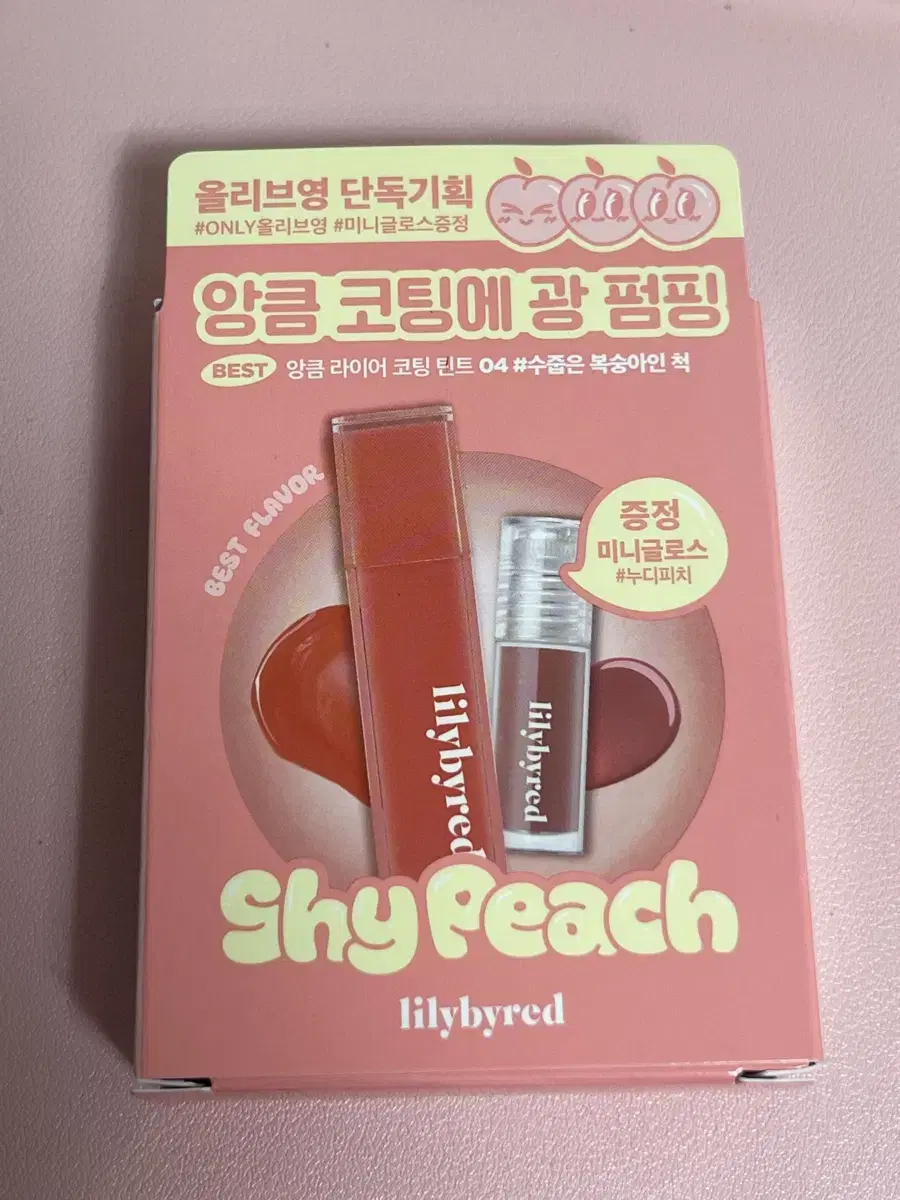 올리브영 단독기획
#ONLY올리브영 #미니글로스증정
앙큼 코팅에 광 펌핑
BEST 앙큼 라이어 코팅 틴트 04 #수줍은 복숭아인 척
BEST FLAVOR
증정
미니글로스
#누디피치
lilybyred
lilybyred
Shy Peach
lilybyred